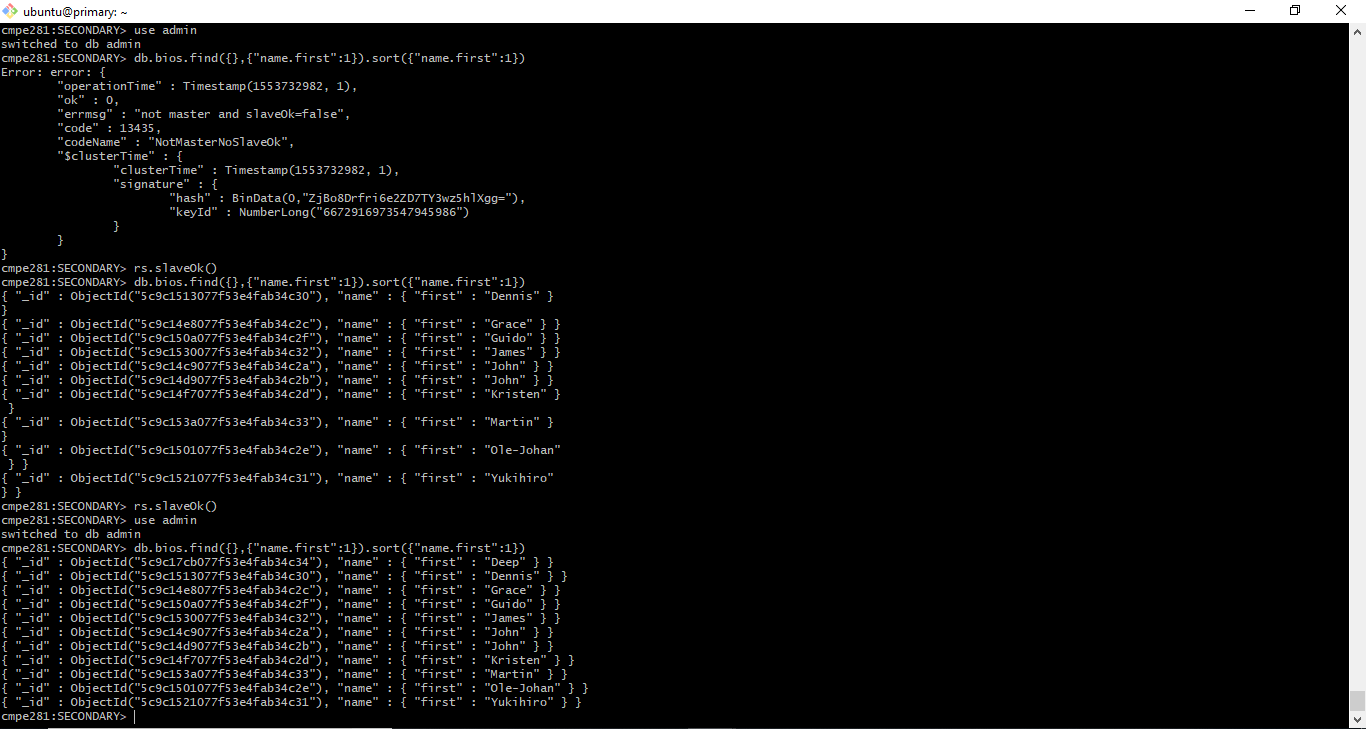 ubuntu@primary: ~
cmpe281:SECONDARY> use admin
switched to db admin
cmpe281:SECONDARY> db.bios.find({},{"name.first":1}).sort({"name.first":1})
Error: error: {
        "operationTime" : Timestamp(1553732982, 1),
        "ok" : 0,
        "errmsg" : "not master and slaveOk=false",
        "code" : 13435,
        "codeName" : "NotMasterNoSlaveOk",
        "$clusterTime" : {
                "clusterTime" : Timestamp(1553732982, 1),
                "signature" : {
                        "hash" : BinData(0,"ZjBo8Drfri6e2ZD7TY3wz5hlXgg="),
                        "keyId" : NumberLong("6672916973547945986")
                }
        }
}
cmpe281:SECONDARY> rs.slaveOk()
cmpe281:SECONDARY> db.bios.find({},{"name.first":1}).sort({"name.first":1})
{ "_id" : ObjectId("5c9c1513077f53e4fab34c30"), "name" : { "first" : "Dennis" }
}
{ "_id" : ObjectId("5c9c14e8077f53e4fab34c2c"), "name" : { "first" : "Grace" } }
{ "_id" : ObjectId("5c9c150a077f53e4fab34c2f"), "name" : { "first" : "Guido" } }
{ "_id" : ObjectId("5c9c1530077f53e4fab34c32"), "name" : { "first" : "James" } }
{ "_id" : ObjectId("5c9c14c9077f53e4fab34c2a"), "name" : { "first" : "John" } }
{ "_id" : ObjectId("5c9c14d9077f53e4fab34c2b"), "name" : { "first" : "John" } }
{ "_id" : ObjectId("5c9c14f7077f53e4fab34c2d"), "name" : { "first" : "Kristen" }
 }
{ "_id" : ObjectId("5c9c153a077f53e4fab34c33"), "name" : { "first" : "Martin" }
}
{ "_id" : ObjectId("5c9c1501077f53e4fab34c2e"), "name" : { "first" : "Ole-Johan"
 } }
{ "_id" : ObjectId("5c9c1521077f53e4fab34c31"), "name" : { "first" : "Yukihiro"
} }
cmpe281:SECONDARY> rs.slaveOk()
cmpe281:SECONDARY> use admin
switched to db admin
cmpe281:SECONDARY> db.bios.find({},{"name.first":1}).sort({"name.first":1})
{ "_id" : ObjectId("5c9c17cb077f53e4fab34c34"), "name" : { "first" : "Deep" } }
{ "_id" : ObjectId("5c9c1513077f53e4fab34c30"), "name" : { "first" : "Dennis" } }
{ "_id" : ObjectId("5c9c14e8077f53e4fab34c2c"), "name" : { "first" : "Grace" } }
{ "_id" : ObjectId("5c9c150a077f53e4fab34c2f"), "name" : { "first" : "Guido" } }
{ "_id" : ObjectId("5c9c1530077f53e4fab34c32"), "name" : { "first" : "James" } }
{ "_id" : ObjectId("5c9c14c9077f53e4fab34c2a"), "name" : { "first" : "John" } }
{ "_id" : ObjectId("5c9c14d9077f53e4fab34c2b"), "name" : { "first" : "John" } }
{ "_id" : ObjectId("5c9c14f7077f53e4fab34c2d"), "name" : { "first" : "Kristen" } }
{ "_id" : ObjectId("5c9c153a077f53e4fab34c33"), "name" : { "first" : "Martin" } }
{ "_id" : ObjectId("5c9c1501077f53e4fab34c2e"), "name" : { "first" : "Ole-Johan" } }
{ "_id" : ObjectId("5c9c1521077f53e4fab34c31"), "name" : { "first" : "Yukihiro" } }
cmpe281:SECONDARY>